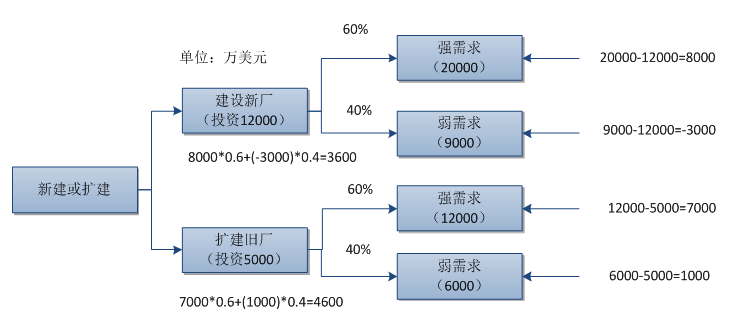 60%
单位：万美元
强需求
（20000）
20000-12000=8000
建设新厂
（投资12000）
40%
弱需求
（9000）
9000-12000=-3000
8000*0.6+(-3000)*0.4=3600
新建或扩建
60%
强需求
（12000）
12000-5000=7000
扩建旧厂
（投资5000）
40%
弱需求
（6000）
6000-5000=1000
7000*0.6+(1000)*0.4=4600